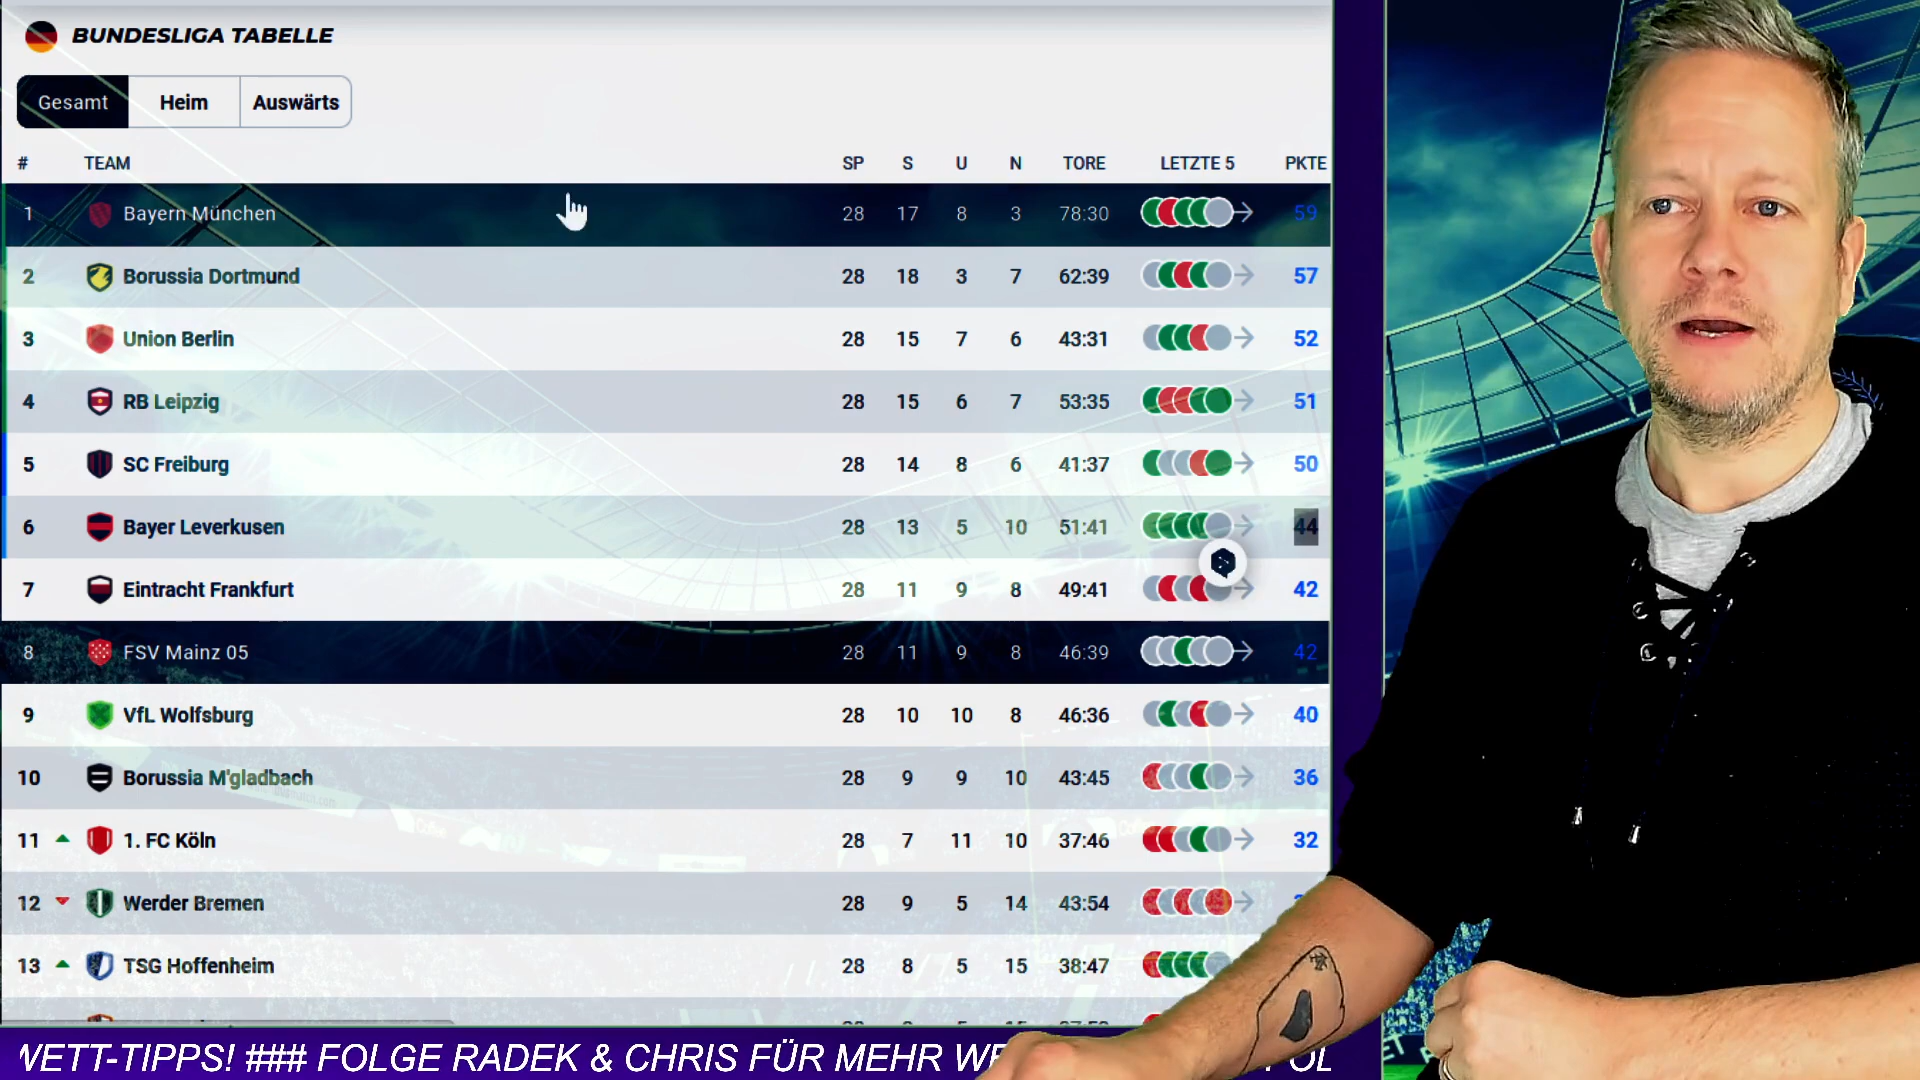 BUNDESLIGA TABELLE
Gesamt Heim Auswärts
# TEAM SP S U N TORE LETZTE 5 PKTE
1 Bayern München 28 17 8 3 78:30 59
2 Borussia Dortmund 28 18 3 7 62:39 57
3 Union Berlin 28 15 7 6 43:31 52
4 RB Leipzig 28 15 6 7 53:35 51
5 SC Freiburg 28 14 8 6 41:37 50
6 Bayer Leverkusen 28 13 5 10 51:41 44
7 Eintracht Frankfurt 28 11 9 8 49:41 42
8 FSV Mainz 05 28 11 9 8 46:39 42
9 VfL Wolfsburg 28 10 10 8 46:36 40
10 Borussia M'gladbach 28 9 9 10 43:45 36
11 1. FC Köln 28 7 11 10 37:46 32
12 Werder Bremen 28 9 5 14 43:54
13 TSG Hoffenheim 28 8 5 15 38:47
WETT-TIPPS! ### FOLGE RADEK & CHRIS FÜR MEHR